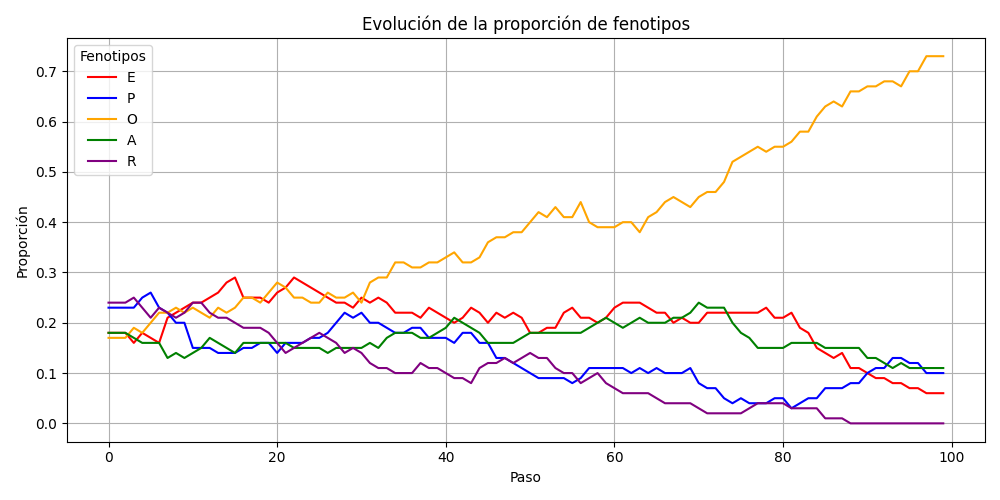 Evolución de la proporción de fenotipos
Fenotipos
E
P
O
A
R
Proporción
0.7
0.6
0.5
0.4
0.3
0.2
0.1
0.0
0 20 40 60 80 100
Paso